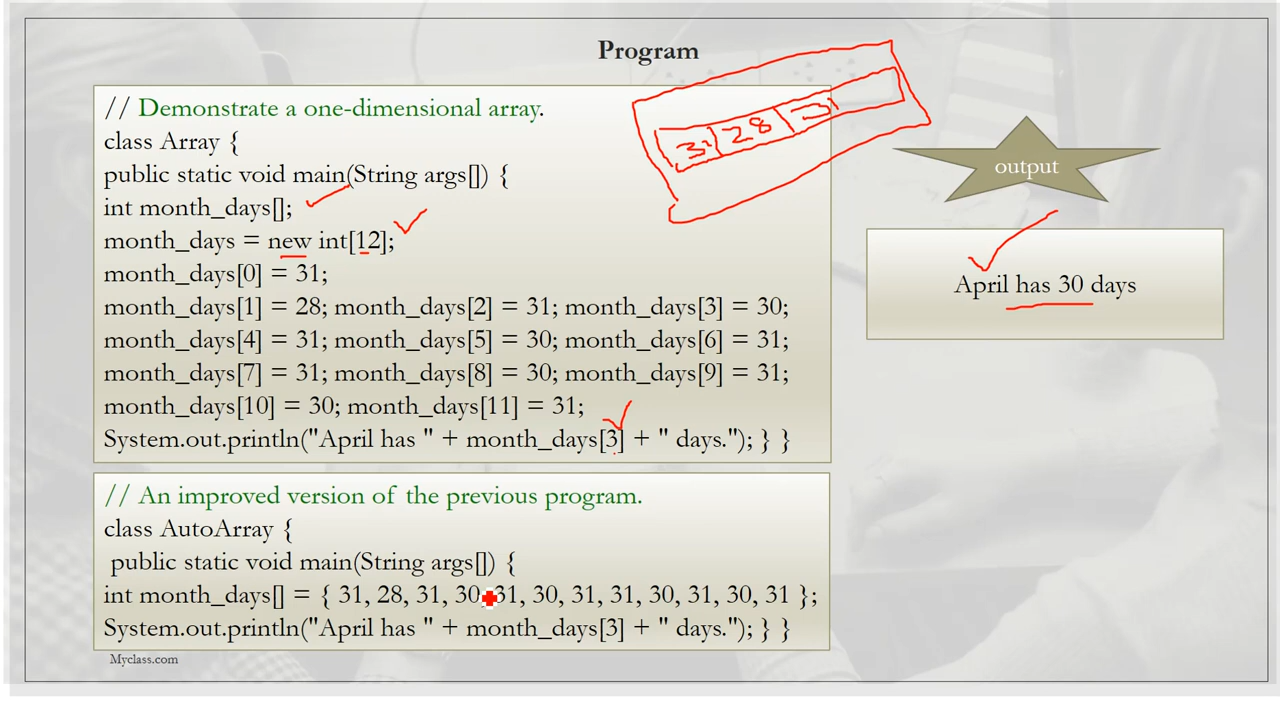 Program
// Demonstrate a one-dimensional array.
class Array {
public static void main(String args[]) {
int month_days[];
month_days = new int[12];
month_days[0] = 31;
month_days[1] = 28; month_days[2] = 31; month_days[3] = 30;
month_days[4] = 31; month_days[5] = 30; month_days[6] = 31;
month_days[7] = 31; month_days[8] = 30; month_days[9] = 31;
month_days[10] = 30; month_days[11] = 31;
System.out.println("April has " + month_days[3] + " days."); } }
31 28 31
output
April has 30 days
// An improved version of the previous program.
class AutoArray {
public static void main(String args[]) {
int month_days[] = { 31, 28, 31, 30, 31, 30, 31, 31, 30, 31, 30, 31 };
System.out.println("April has " + month_days[3] + " days."); } }
Myclass.com